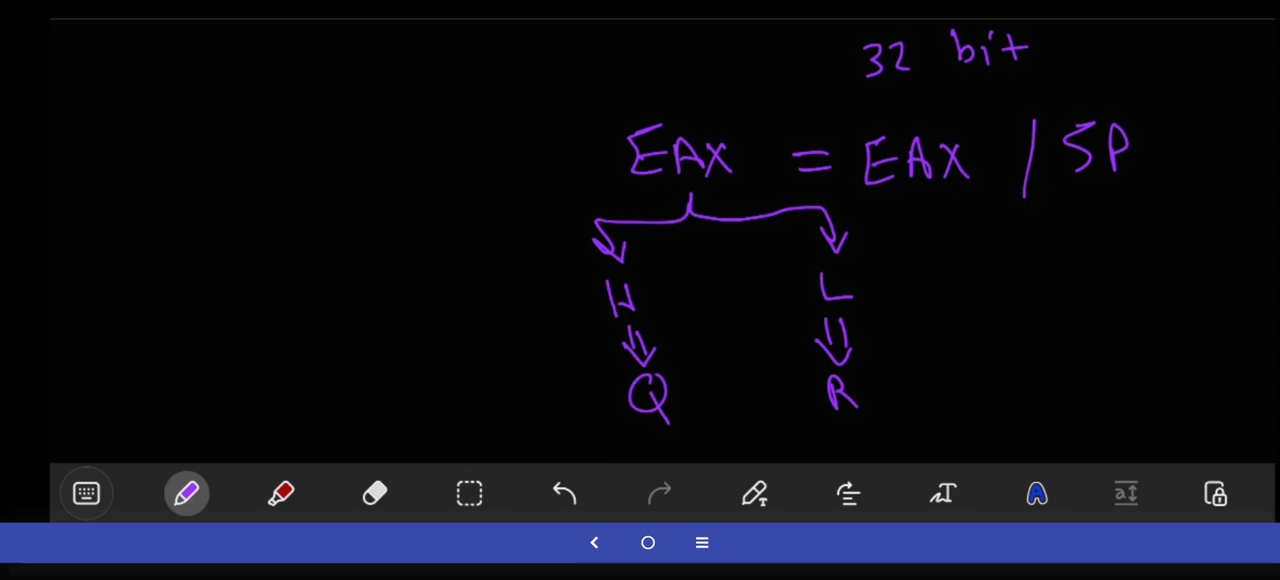 32 bit
EAX = EAX / SP
H L
Q R